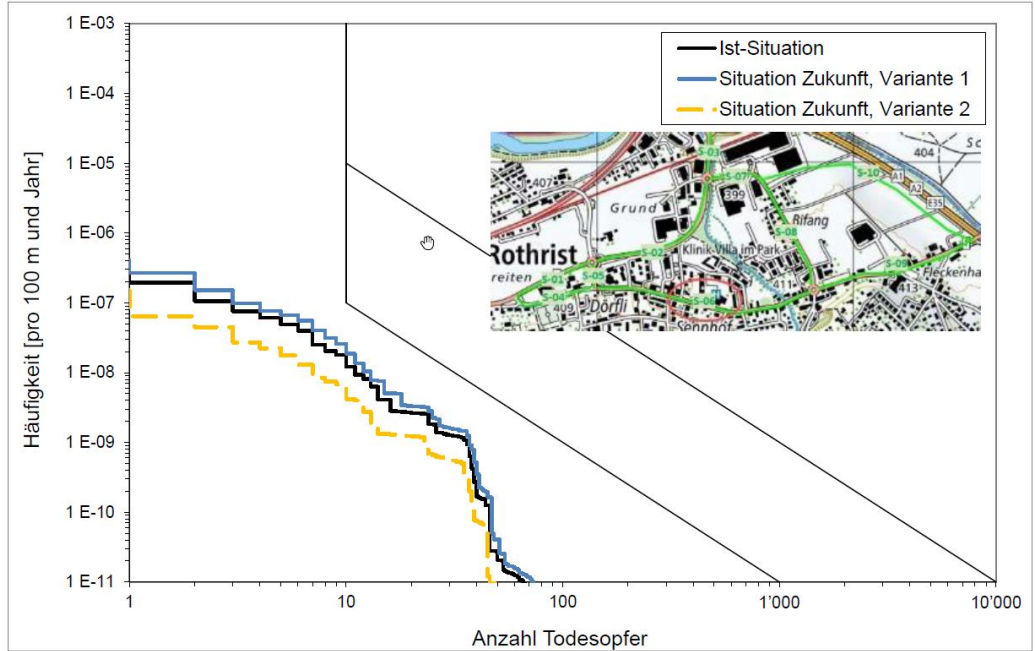 1 E-03
1 E-04
1 E-05
1 E-06
1 E-07
1 E-08
1 E-09
1 E-10
1 E-11
Häufigkeit [pro 100 m und Jahr]
Ist-Situation
Situation Zukunft, Variante 1
Situation Zukunft, Variante 2
S-03
404
407
S-07
S-10
A1
A2
E35
Grund
399
Rifang
Rothrist
S-02
Klinik-Villa im Park
S-08
reiten
S-01
S-05
S-09
Fleckenha
S-04
411
413
409
Dörfli
S-06
Sennhof
1
10
100
1'000
10'000
Anzahl Todesopfer